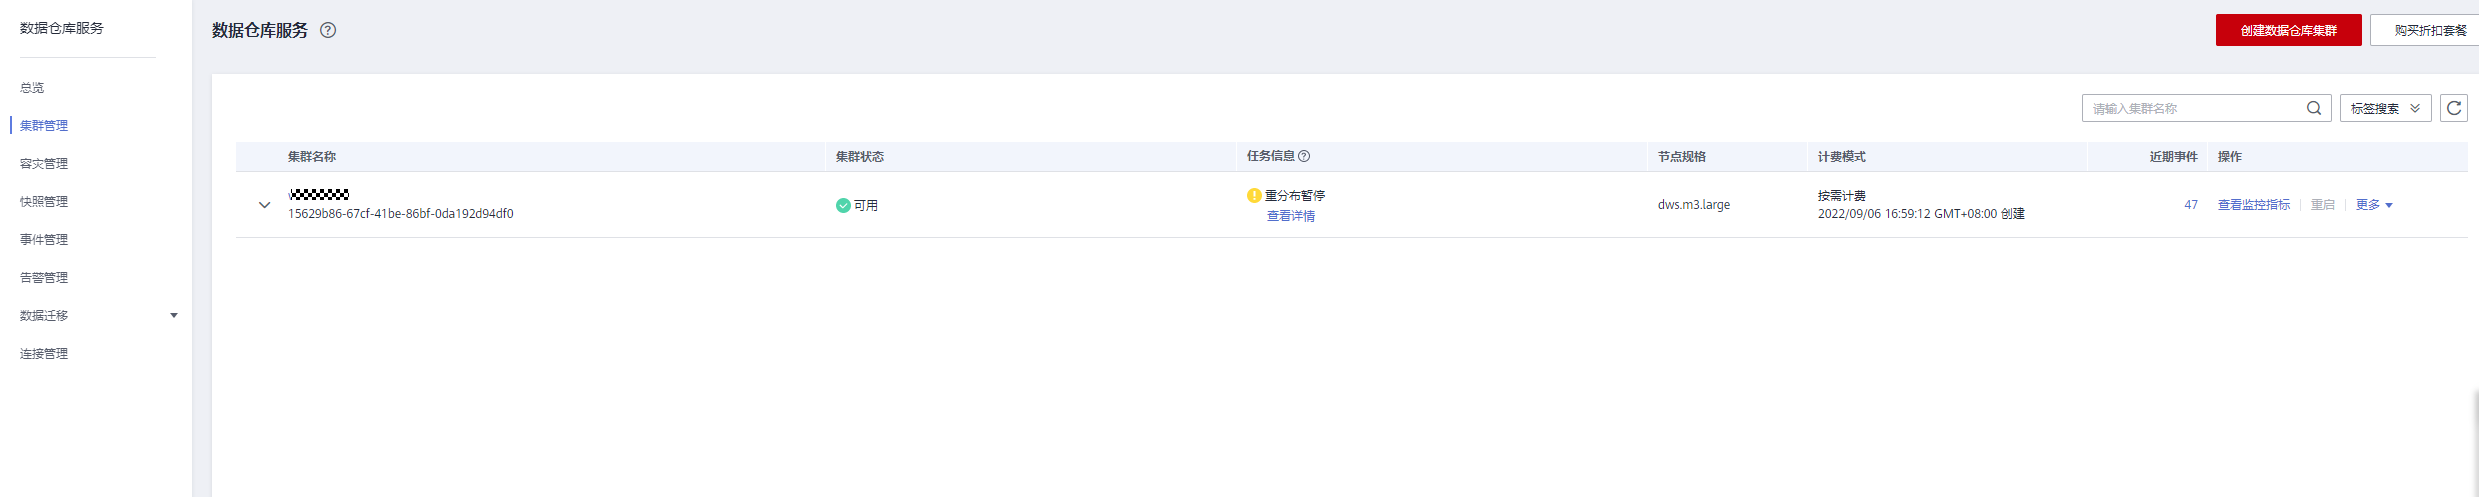 数据仓库服务
总览
集群管理
容灾管理
快照管理
事件管理
告警管理
数据迁移
连接管理
数据仓库服务 ?
创建数据仓库集群
购买折扣套餐
请输入集群名称
标签搜索
集群名称 集群状态 任务信息 ? 节点规格 计费模式 近期事件 操作
15629b86-67cf-41be-86bf-0da192d94df0
可用
重分布暂停
查看详情
dws.m3.large
按需计费
2022/09/06 16:59:12 GMT+08:00 创建
47
查看监控指标 | 重启 | 更多